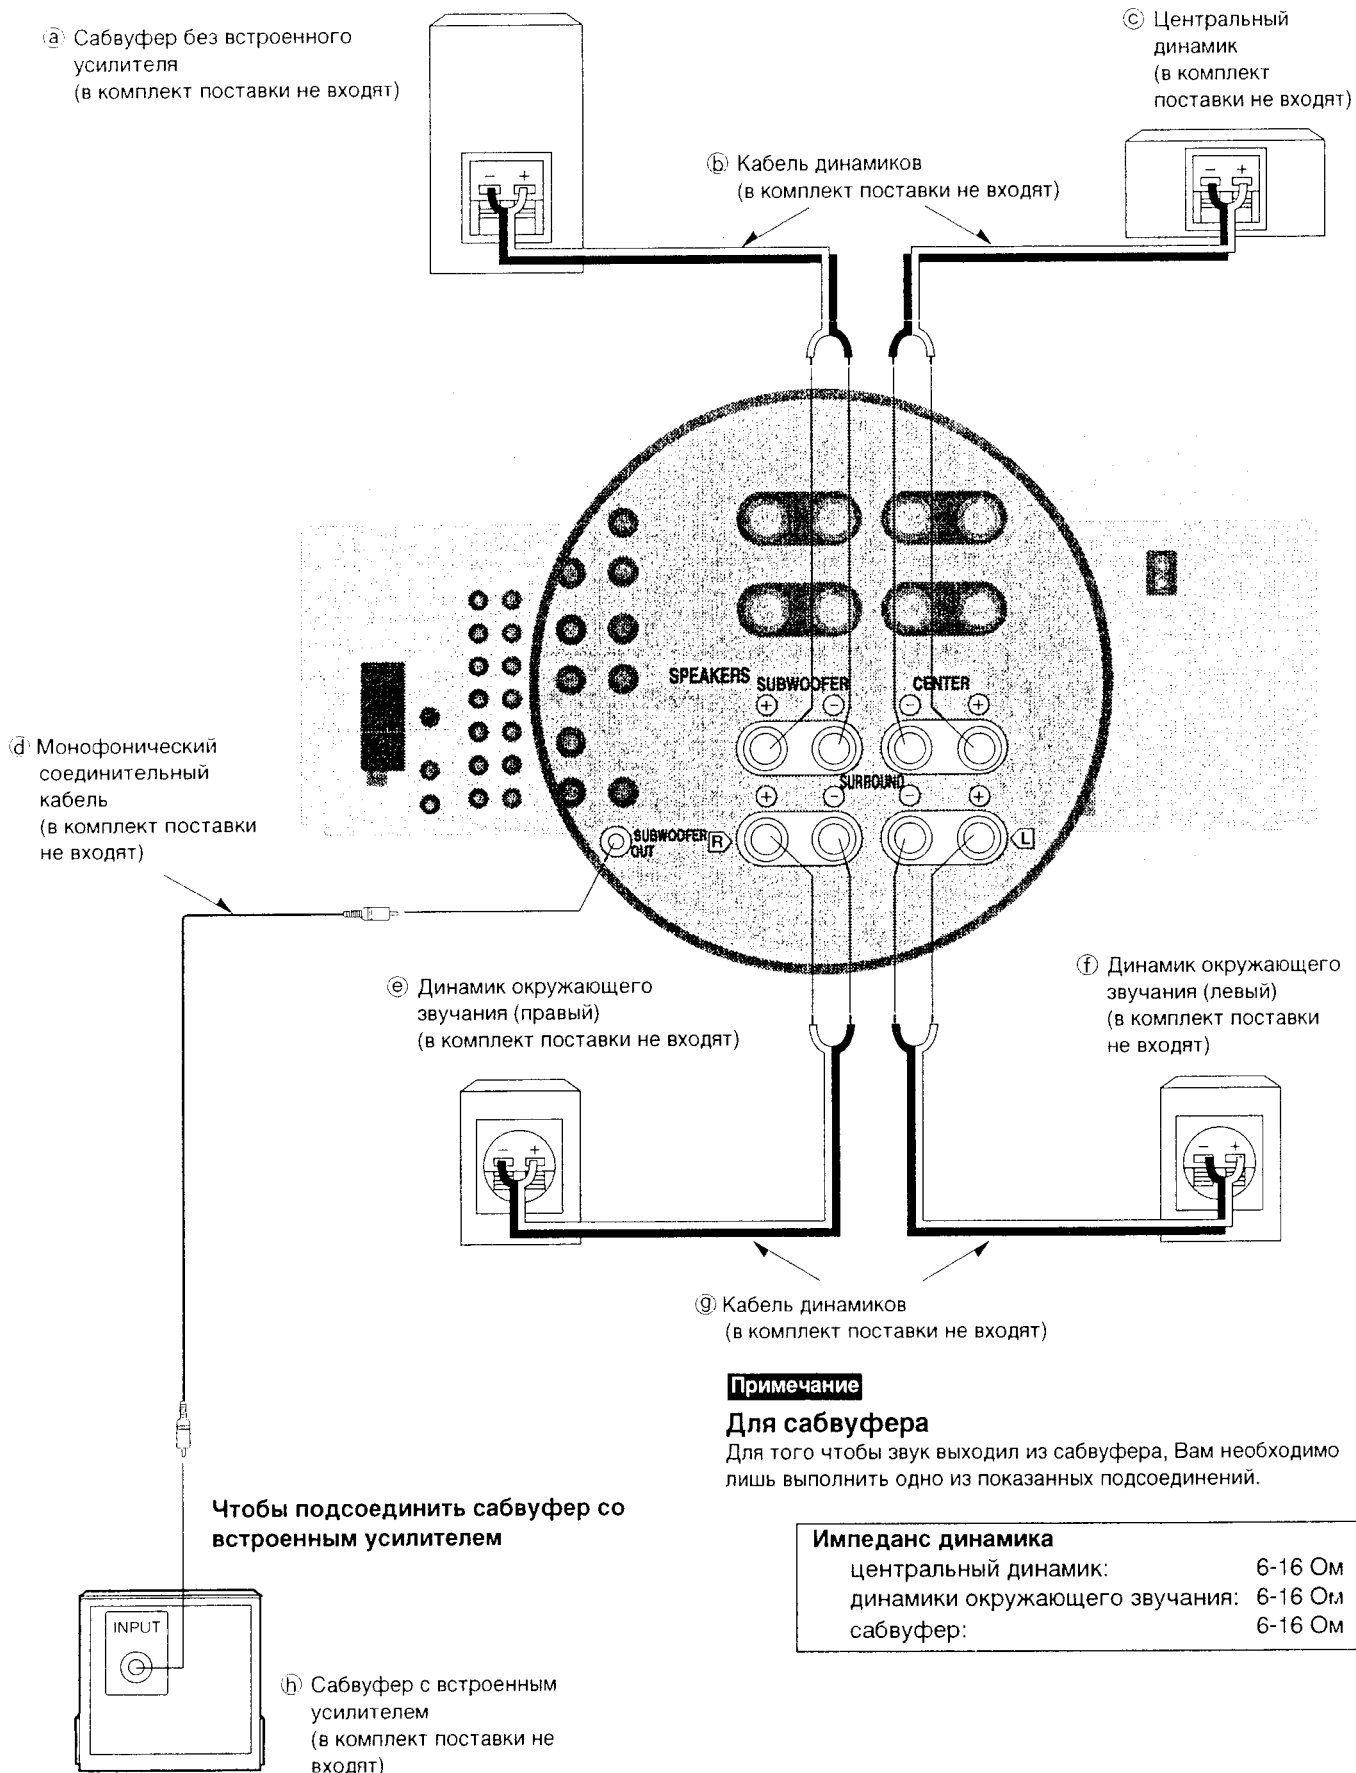 ⓐ Сабвуфер без встроенного
усилителя
(в комплект поставки не входят)
ⓒ Центральный
динамик
(в комплект
поставки не входят)
ⓑ Кабель динамиков
(в комплект поставки не входят)
- +
- +
SPEAKERS SUBWOOFER CENTER
+ - - +
SURROUND
+ - - +
SUBWOOFER
OUT
R
L
ⓓ Монофонический
соединительный
кабель
(в комплект поставки
не входят)
ⓔ Динамик окружающего
звучания (правый)
(в комплект поставки не входят)
ⓕ Динамик окружающего
звучания (левый)
(в комплект поставки
не входят)
- +
- +
ⓖ Кабель динамиков
(в комплект поставки не входят)
Примечание
Для сабвуфера
Для того чтобы звук выходил из сабвуфера, Вам необходимо
лишь выполнить одно из показанных подсоединений.
Чтобы подсоединить сабвуфер со
встроенным усилителем
Импеданс динамика
центральный динамик: 6-16 Ом
динамики окружающего звучания: 6-16 Ом
сабвуфер: 6-16 Ом
INPUT
ⓗ Сабвуфер с встроенным
усилителем
(в комплект поставки не
входят)